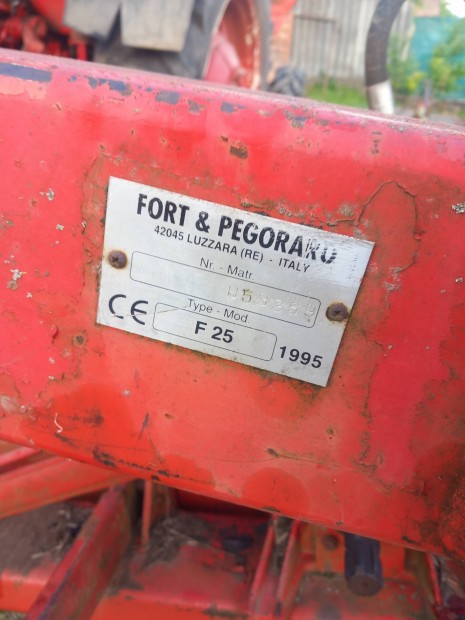 FORT & PEGORARO
42045 LUZZARA (RE) - ITALY
Nr. - Matr.
Type - Mod.
CE
F 25
1995